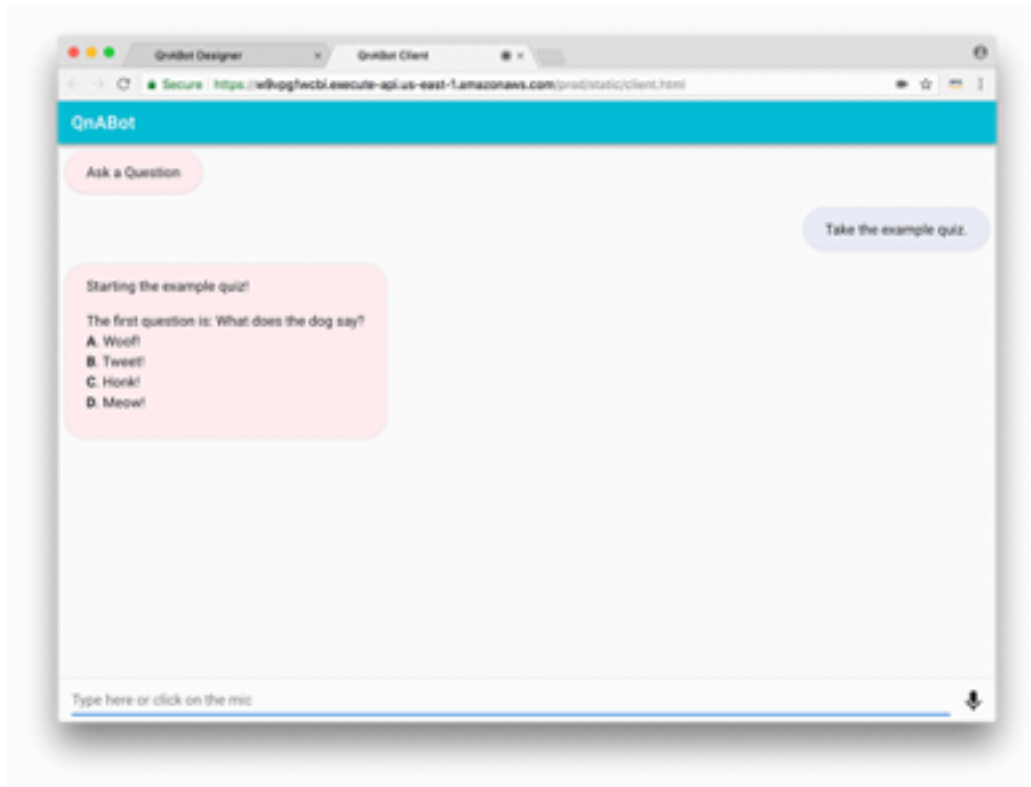 QnABot Designer
QnABot Client
Secure
QnABot
Ask a Question
Take the example quiz.
Starting the example quiz!
The first question is: What does the dog say?
A. Woof!
B. Tweet!
C. Honk!
D. Meow!
Type here or click on the mic